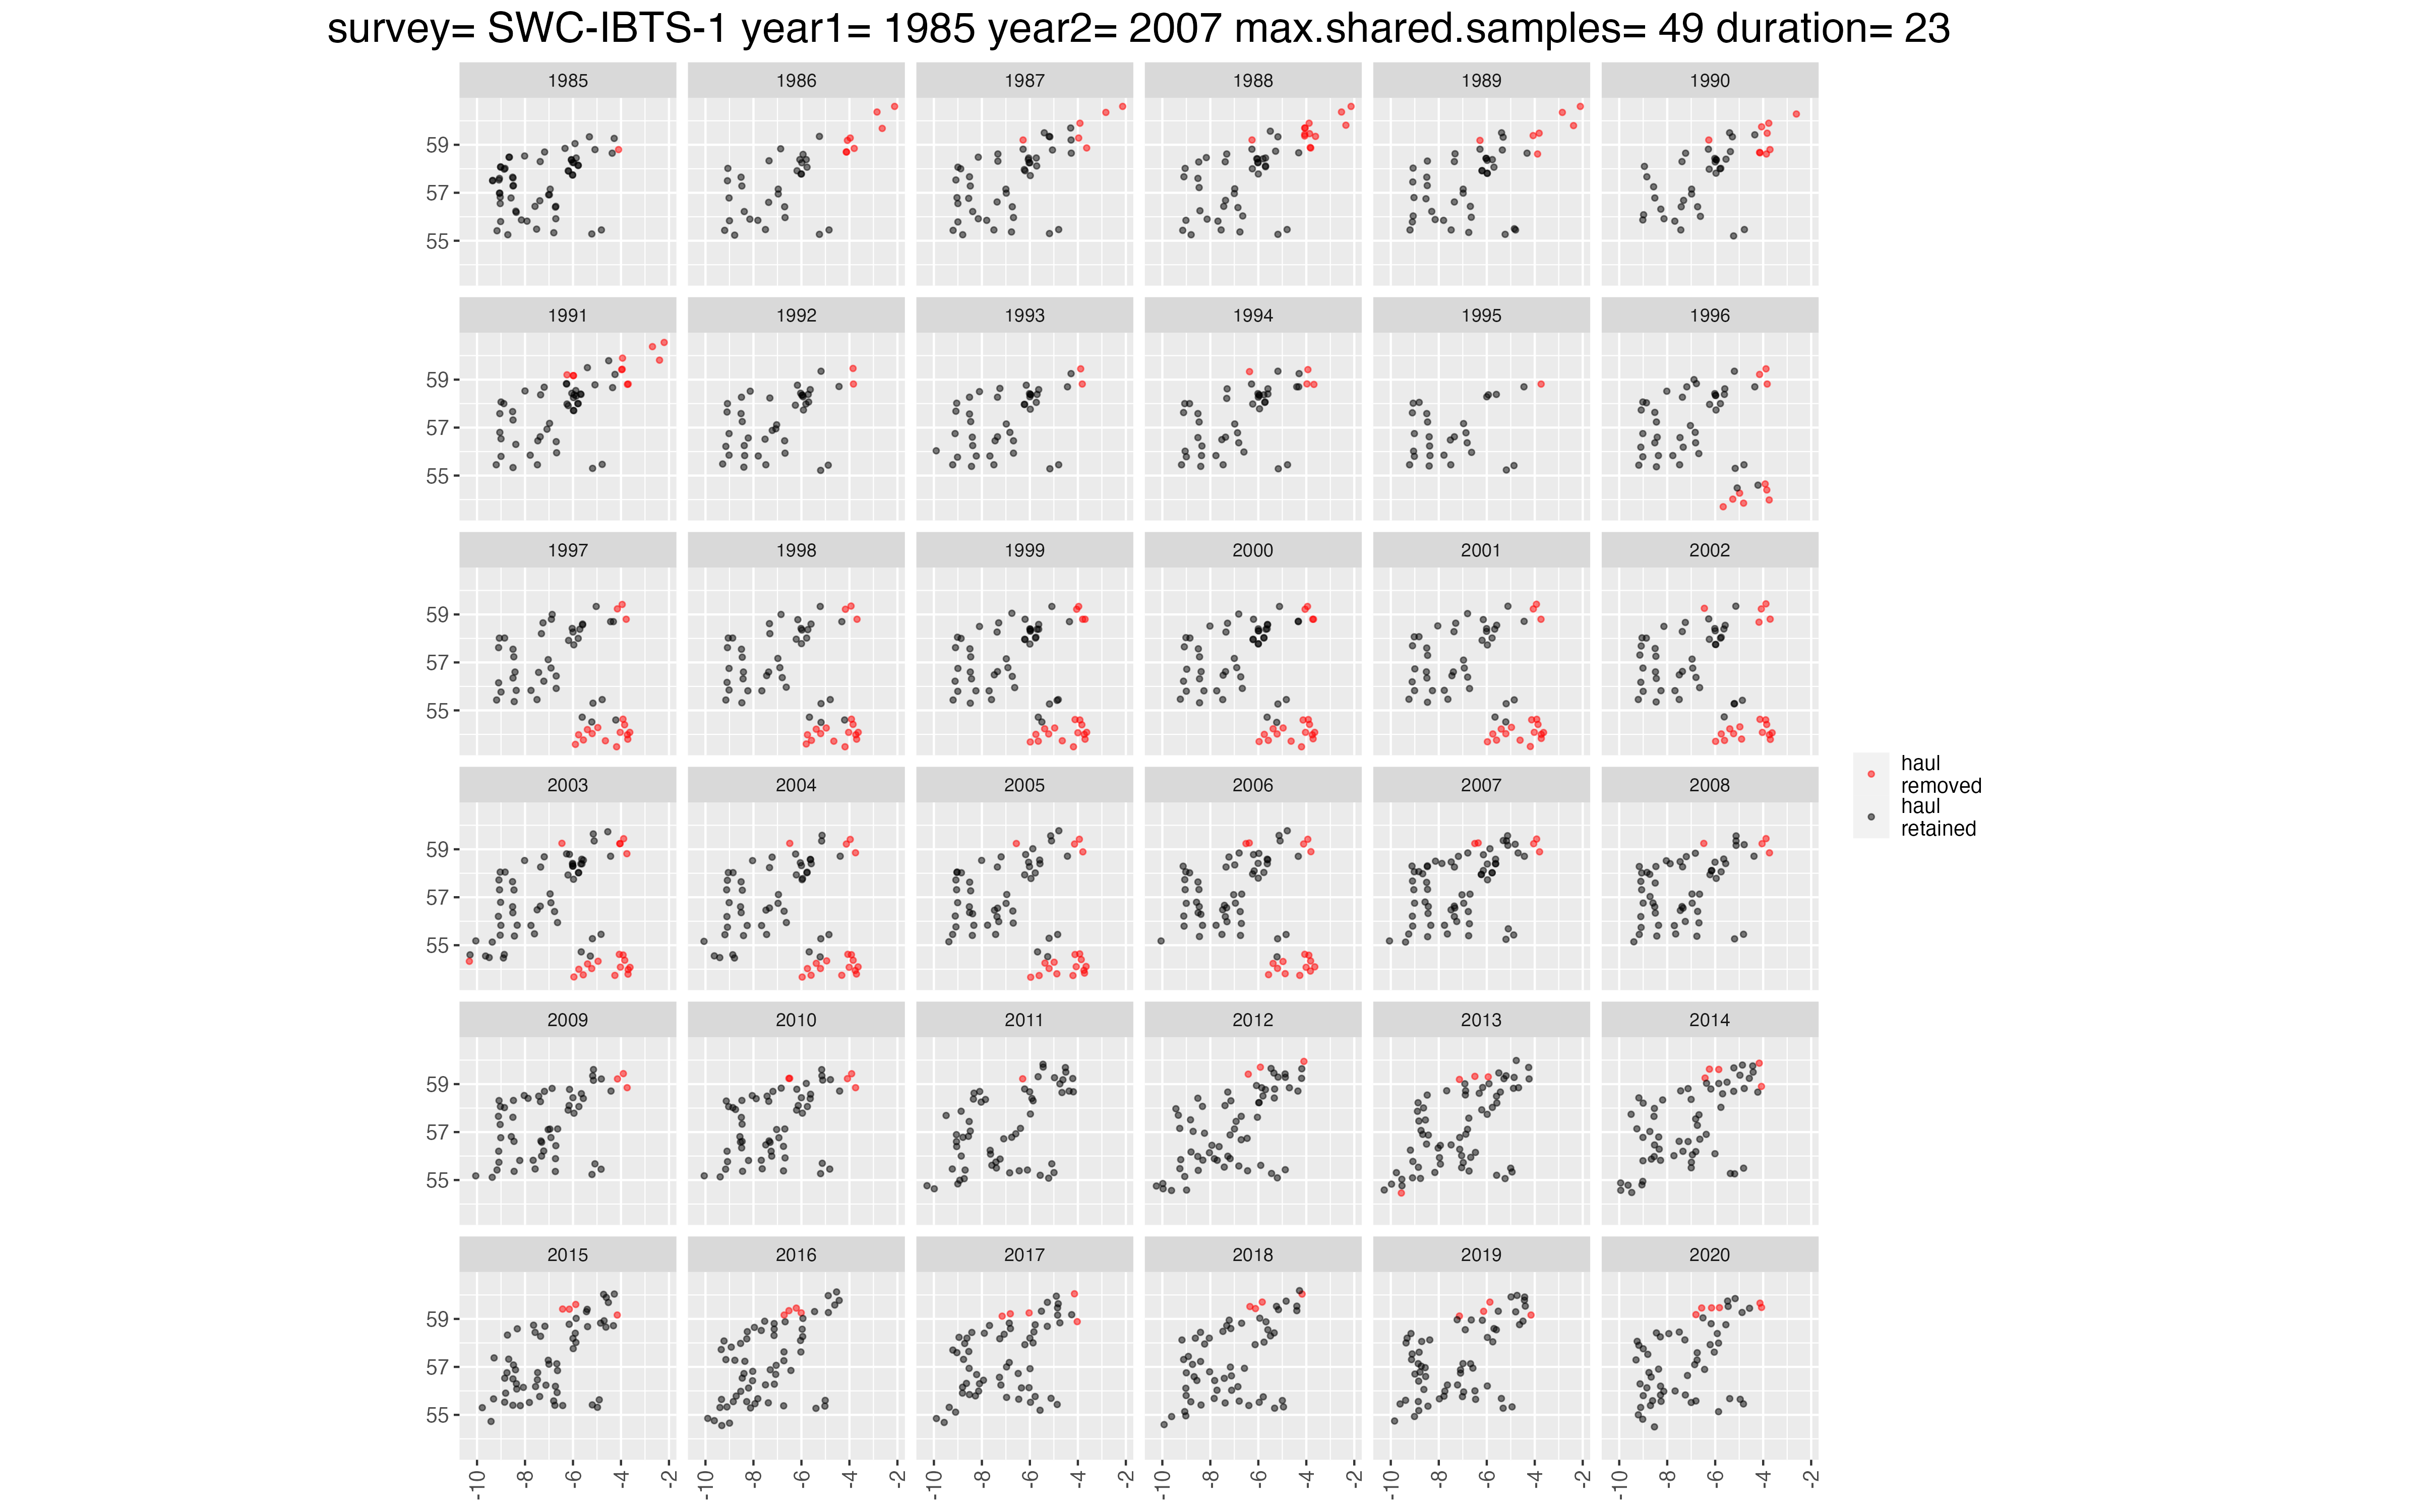 survey= SWC-IBTS-1 year1= 1985 year2= 2007 max.shared.samples= 49 duration= 23
1985 1986 1987 1988 1989 1990
59
57
55
1991 1992 1993 1994 1995 1996
59
57
55
1997 1998 1999 2000 2001 2002
59
57
55
2003 2004 2005 2006 2007 2008
59
57
55
2009 2010 2011 2012 2013 2014
59
57
55
2015 2016 2017 2018 2019 2020
59
57
55
-10 -8 -6 -4 -2 -10 -8 -6 -4 -2 -10 -8 -6 -4 -2 -10 -8 -6 -4 -2 -10 -8 -6 -4 -2 -10 -8 -6 -4 -2
haul
removed
haul
retained